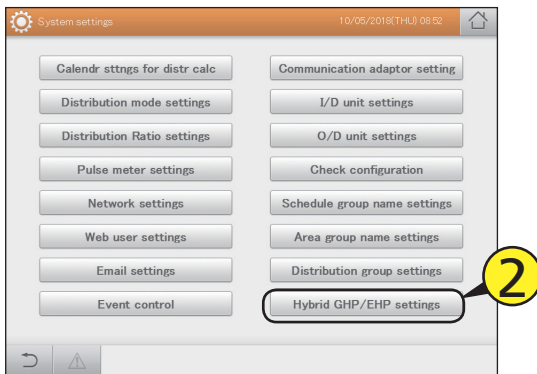 System settings 10/05/2018(THU) 08:52
Calendr sttngs for distr calc
Communication adaptor setting
Distribution mode settings
I/D unit settings
Distribution Ratio settings
O/D unit settings
Pulse meter settings
Check configuration
Network settings
Schedule group name settings
Web user settings
Area group name settings
Email settings
Distribution group settings
Event control
Hybrid GHP/EHP settings
2